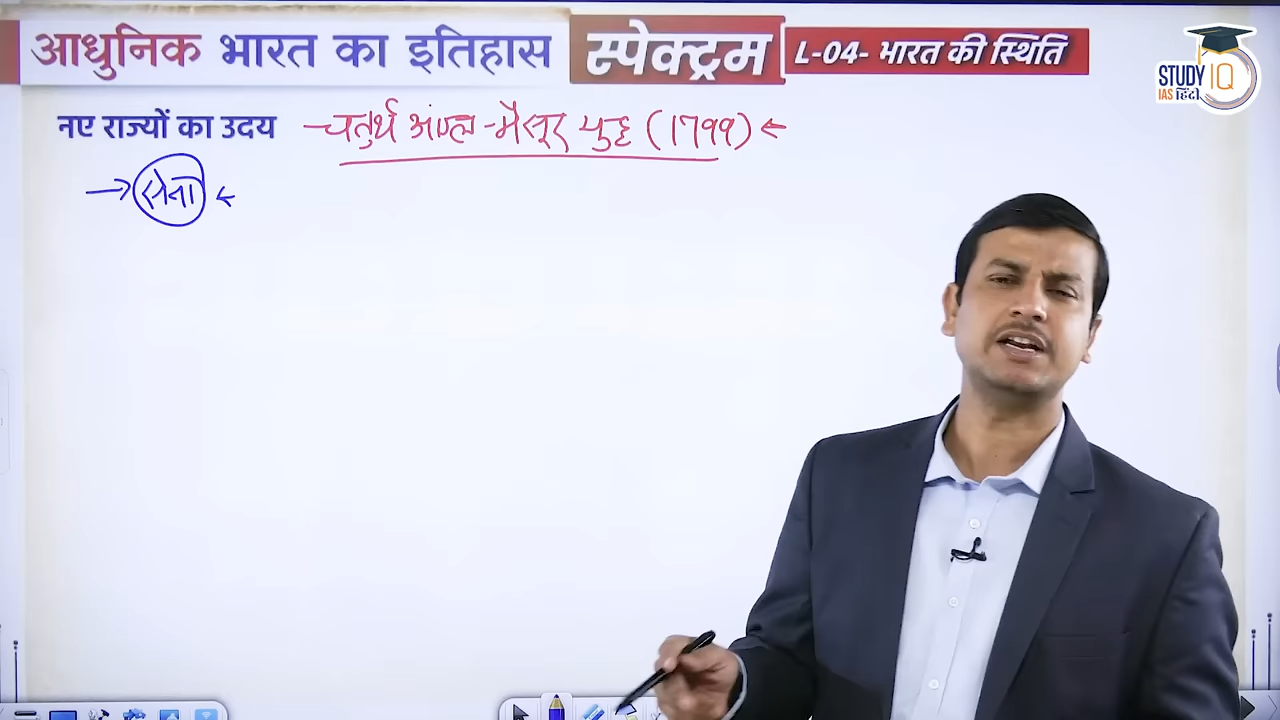 आधुनिक भारत का इतिहास स्पेक्ट्रम L-04- भारत की स्थिति
STUDY IQ
IAS हिंदी
नए राज्यों का उदय → चतुर्थ आंग्ल-मैसूर युद्ध (1799) ←
→ सेना ←